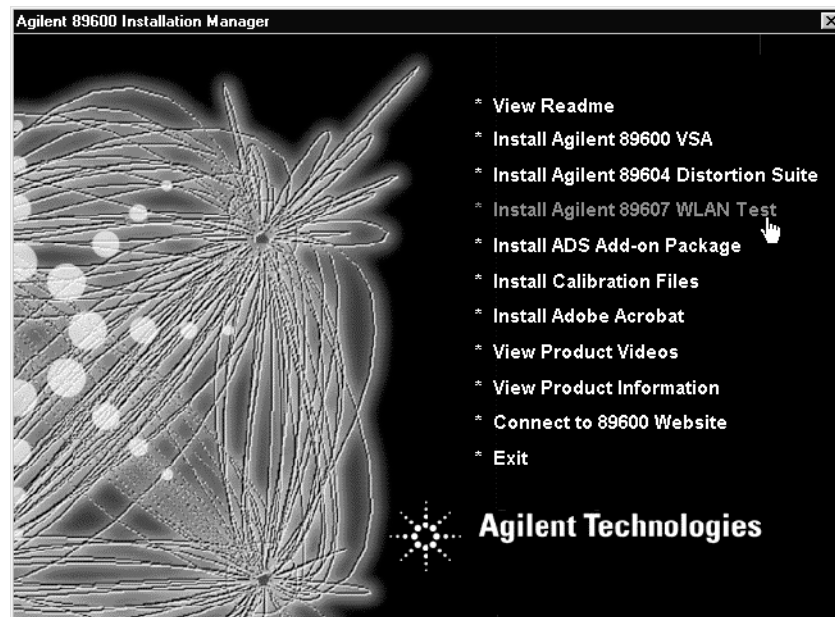 Agilent 89600 Installation Manager
* View Readme
* Install Agilent 89600 VSA
* Install Agilent 89604 Distortion Suite
* Install Agilent 89607 WLAN Test
* Install ADS Add-on Package
* Install Calibration Files
* Install Adobe Acrobat
* View Product Videos
* View Product Information
* Connect to 89600 Website
* Exit
Agilent Technologies